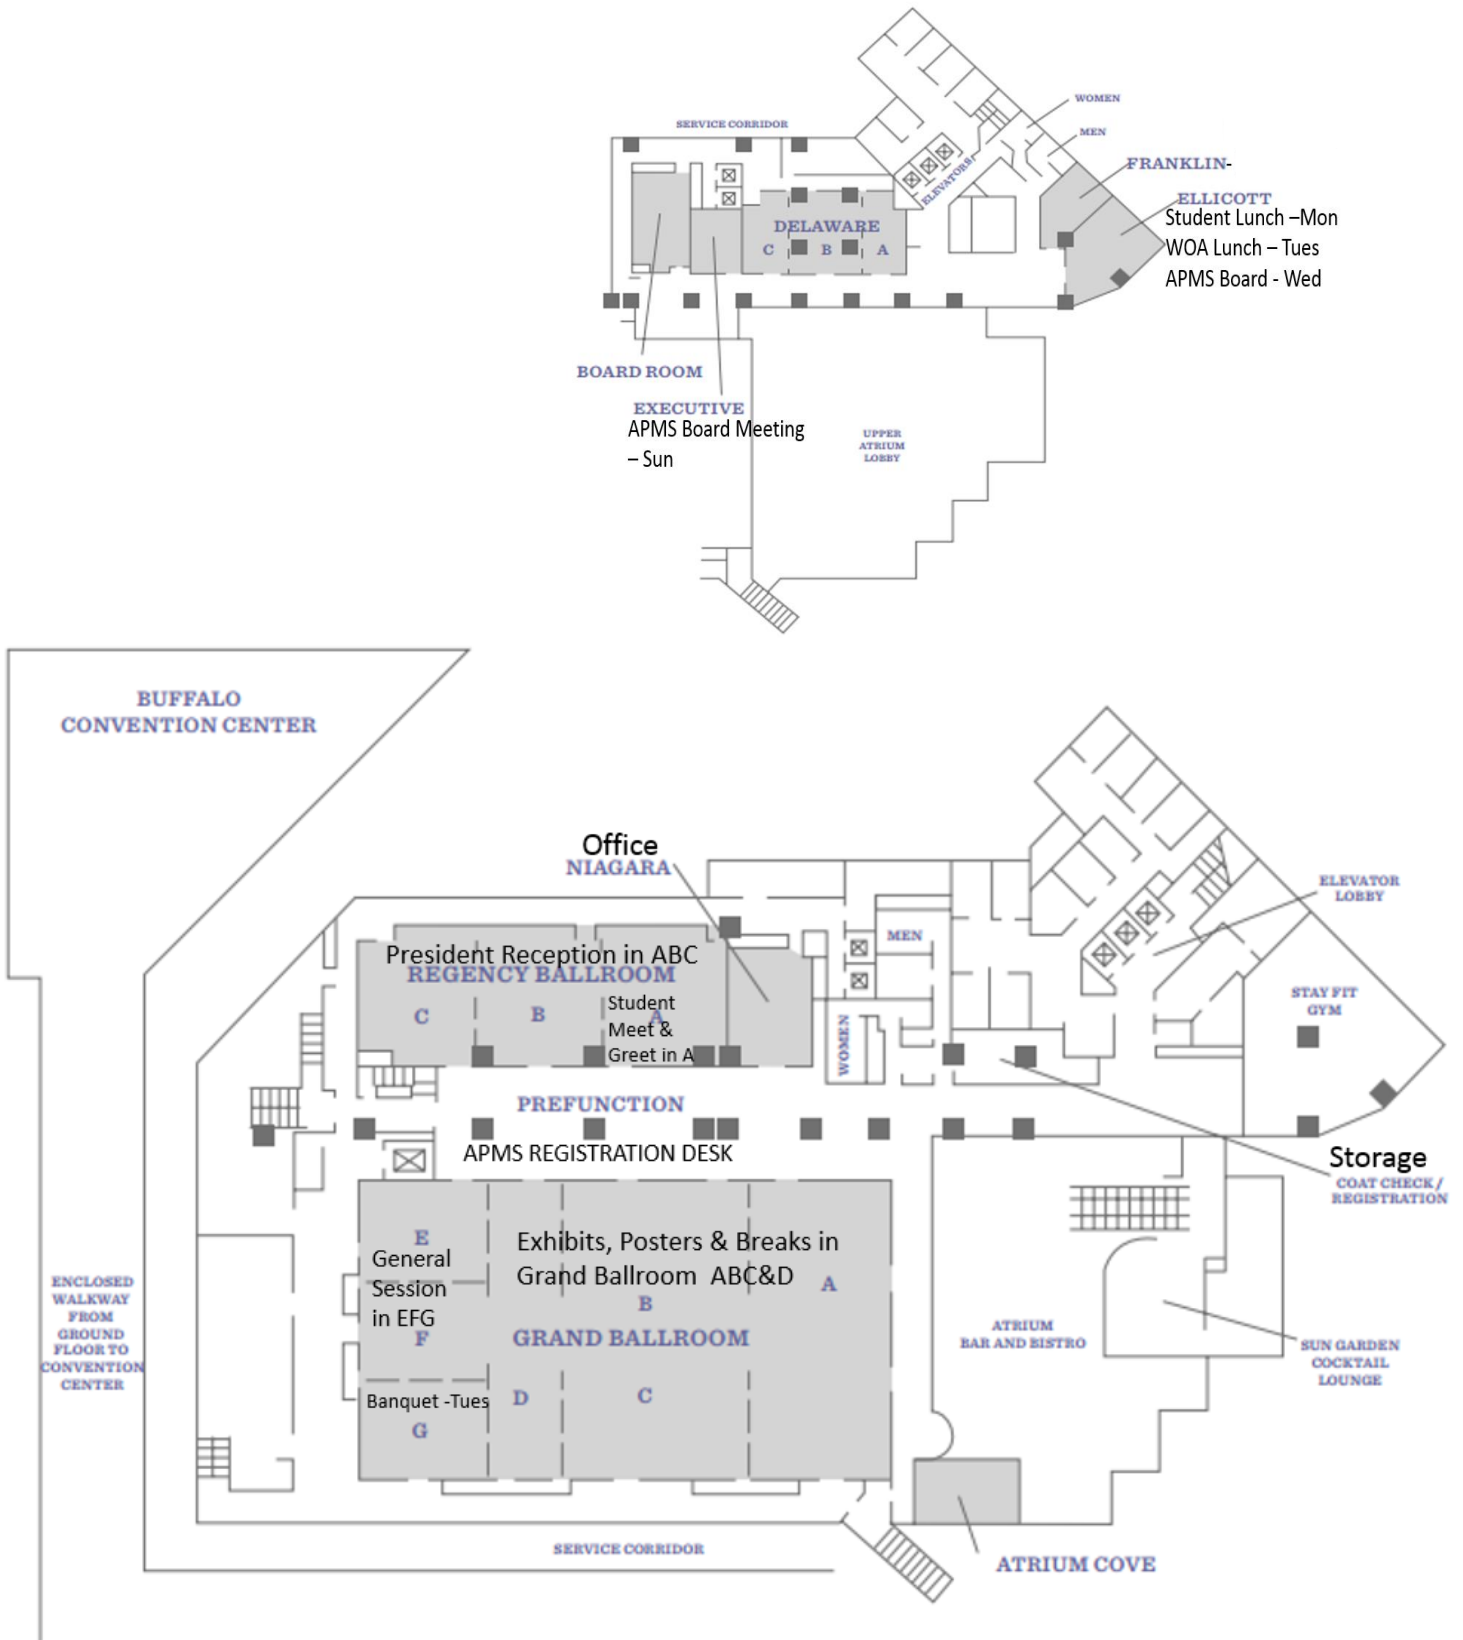 WOMEN
SERVICE CORRIDOR
MEN
FRANKLIN-
ELEVATORS
ELLICOTT
Student Lunch –Mon
WOA Lunch – Tues
APMS Board - Wed
DELAWARE
C B A
BOARD ROOM
EXECUTIVE
APMS Board Meeting
– Sun
UPPER
ATRIUM
LOBBY
BUFFALO
CONVENTION CENTER
Office
NIAGARA
ELEVATOR
LOBBY
MEN
President Reception in ABC
REGENCY BALLROOM
C B A
Student
Meet &
Greet in A
WOMEN
STAY FIT
GYM
PREFUNCTION
APMS REGISTRATION DESK
Storage
COAT CHECK /
REGISTRATION
E
General
Session
in EFG
F
Exhibits, Posters & Breaks in
Grand Ballroom ABC&D
A
B
GRAND BALLROOM
Banquet -Tues
G
D
C
ENCLOSED
WALKWAY
FROM
GROUND
FLOOR TO
CONVENTION
CENTER
ATRIUM
BAR AND BISTRO
SUN GARDEN
COCKTAIL
LOUNGE
SERVICE CORRIDOR
ATRIUM COVE